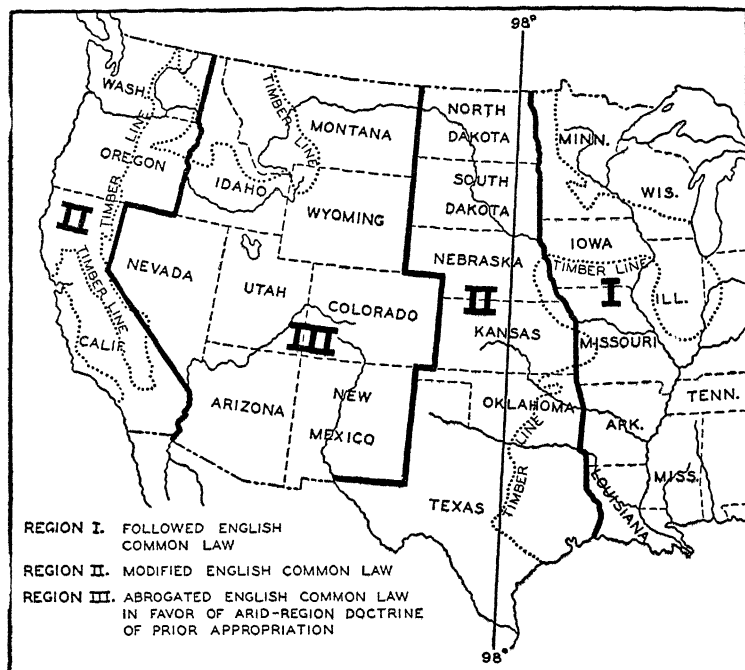 98°
WASH.
TIMBER LINE
MONTANA
NORTH
DAKOTA
MINN.
OREGON
TIMBER LINE
IDAHO
SOUTH
DAKOTA
WIS.
WYOMING
II
IOWA
NEVADA
NEBRASKA
TIMBER LINE
TIMBER LINE
UTAH
COLORADO
II
I
ILL.
CALIF.
III
KANSAS
MISSOURI
ARIZONA
NEW
MEXICO
OKLAHOMA
TENN.
ARK.
TIMBER LINE
TEXAS
LOUISIANA
MISS.
REGION I. FOLLOWED ENGLISH
COMMON LAW
REGION II. MODIFIED ENGLISH COMMON LAW
REGION III. ABROGATED ENGLISH COMMON LAW
IN FAVOR OF ARID-REGION DOCTRINE
OF PRIOR APPROPRIATION
98°